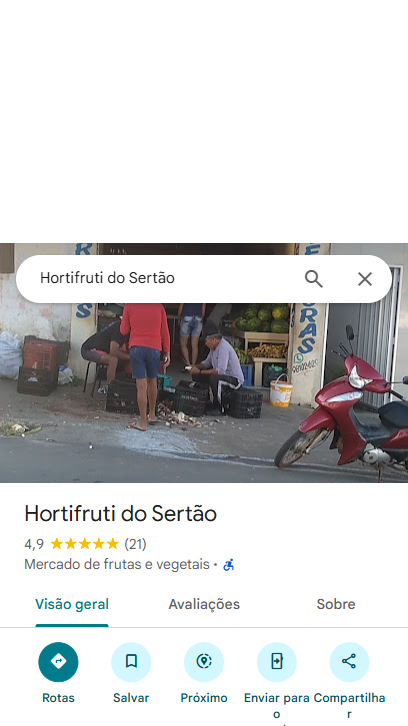 Hortifruti do Sertão
Hortifruti do Sertão
4,9 (21)
Mercado de frutas e vegetais ·
Visão geral
Avaliações
Sobre
Rotas
Salvar
Próximo
Enviar para
o
Compartilha
r